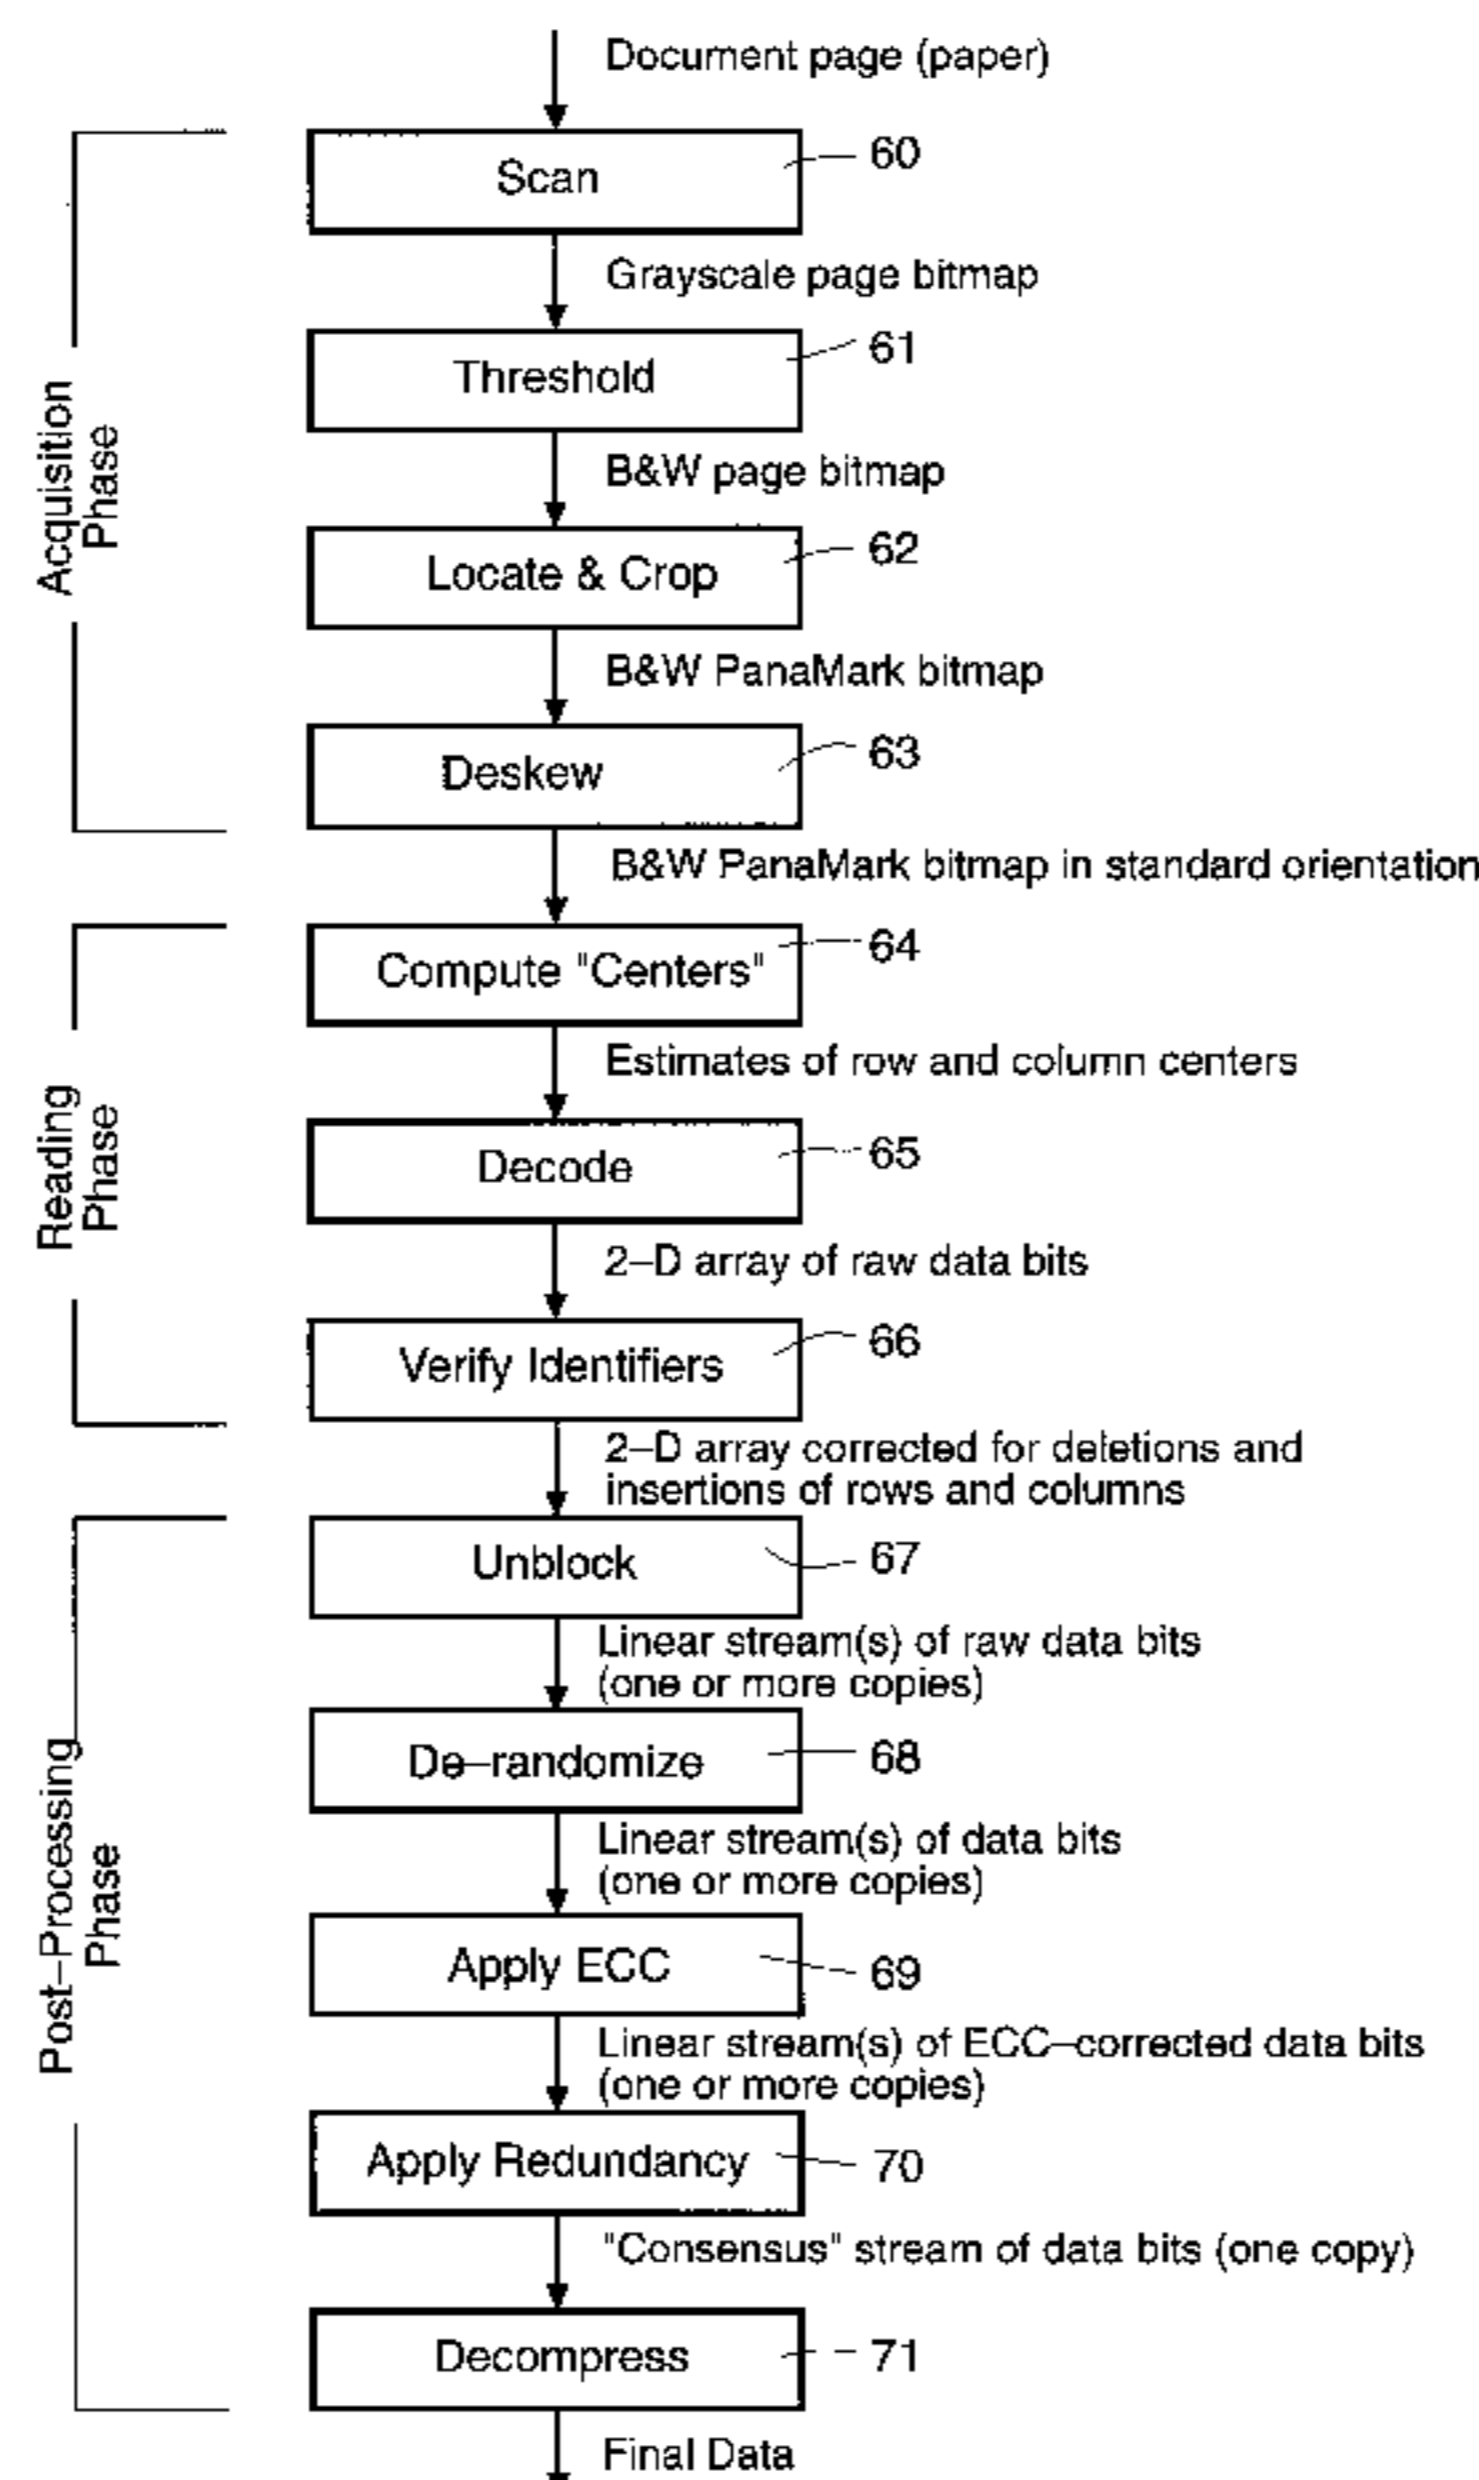 Document page (paper)
Scan
60
Grayscale page bitmap
Threshold
61
B&W page bitmap
Locate & Crop
62
B&W PanaMark bitmap
Deskew
63
Acquisition
Phase
B&W PanaMark bitmap in standard orientation
Compute "Centers"
64
Estimates of row and column centers
Decode
65
2–D array of raw data bits
Verify Identifiers
66
Reading
Phase
2–D array corrected for deletions and
insertions of rows and columns
Unblock
67
Linear stream(s) of raw data bits
(one or more copies)
De–randomize
68
Linear stream(s) of data bits
(one or more copies)
Apply ECC
69
Linear stream(s) of ECC–corrected data bits
(one or more copies)
Apply Redundancy
70
"Consensus" stream of data bits (one copy)
Decompress
71
Post–Processing
Phase
Final Data